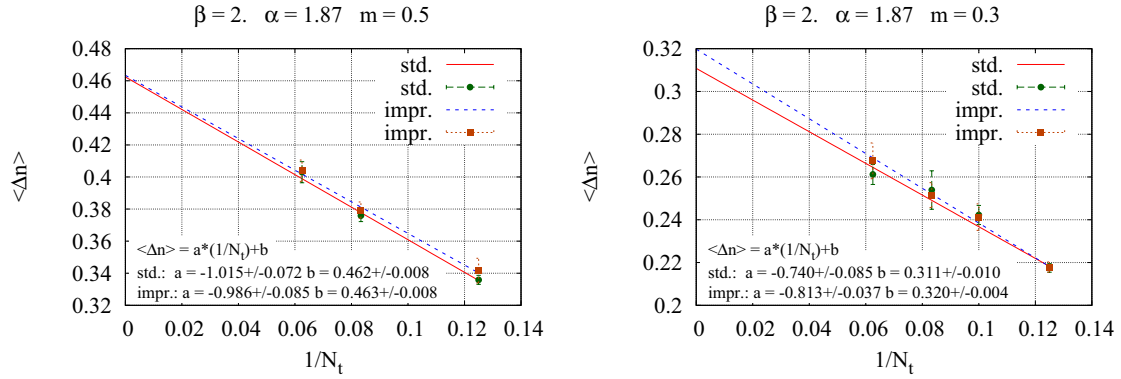 β = 2.   α = 1.87   m = 0.5
0.48
0.46
0.44
0.42
0.4
0.38
0.36
0.34
0.32
<Δn>
std.
std.
impr.
impr.
<Δn> = a*(1/Nt)+b
std.:  a = -1.015+/-0.072 b = 0.462+/-0.008
impr.: a = -0.986+/-0.085 b = 0.463+/-0.008
0 0.02 0.04 0.06 0.08 0.1 0.12 0.14
1/Nt
β = 2.   α = 1.87   m = 0.3
0.32
0.3
0.28
0.26
0.24
0.22
0.2
<Δn>
std.
std.
impr.
impr.
<Δn> = a*(1/Nt)+b
std.:  a = -0.740+/-0.085 b = 0.311+/-0.010
impr.: a = -0.813+/-0.037 b = 0.320+/-0.004
0 0.02 0.04 0.06 0.08 0.1 0.12 0.14
1/Nt